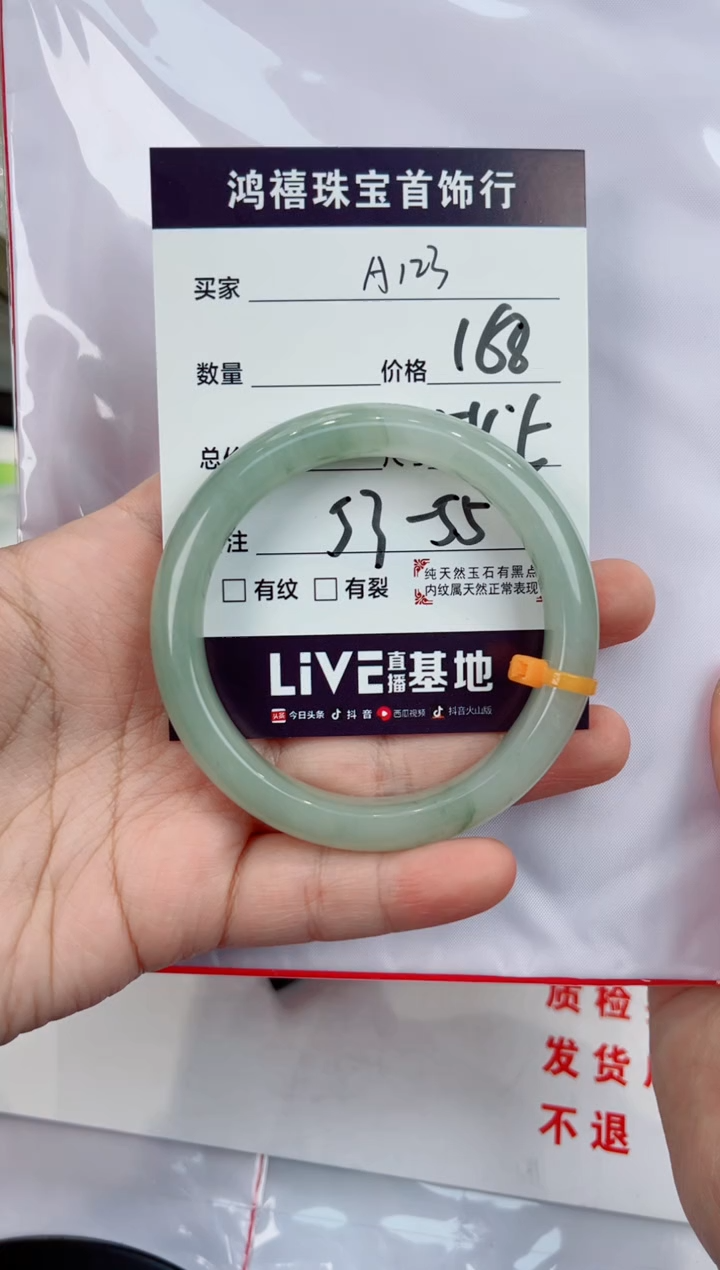 鸿禧珠宝首饰行
买家 A123
数量 价格 168
总
注 53-55
有纹 有裂
纯天然玉石有黑点
内纹属天然正常表现
LiVE直播基地
头条 今日头条 抖音 西瓜视频 抖音火山版
质检
发货
不退